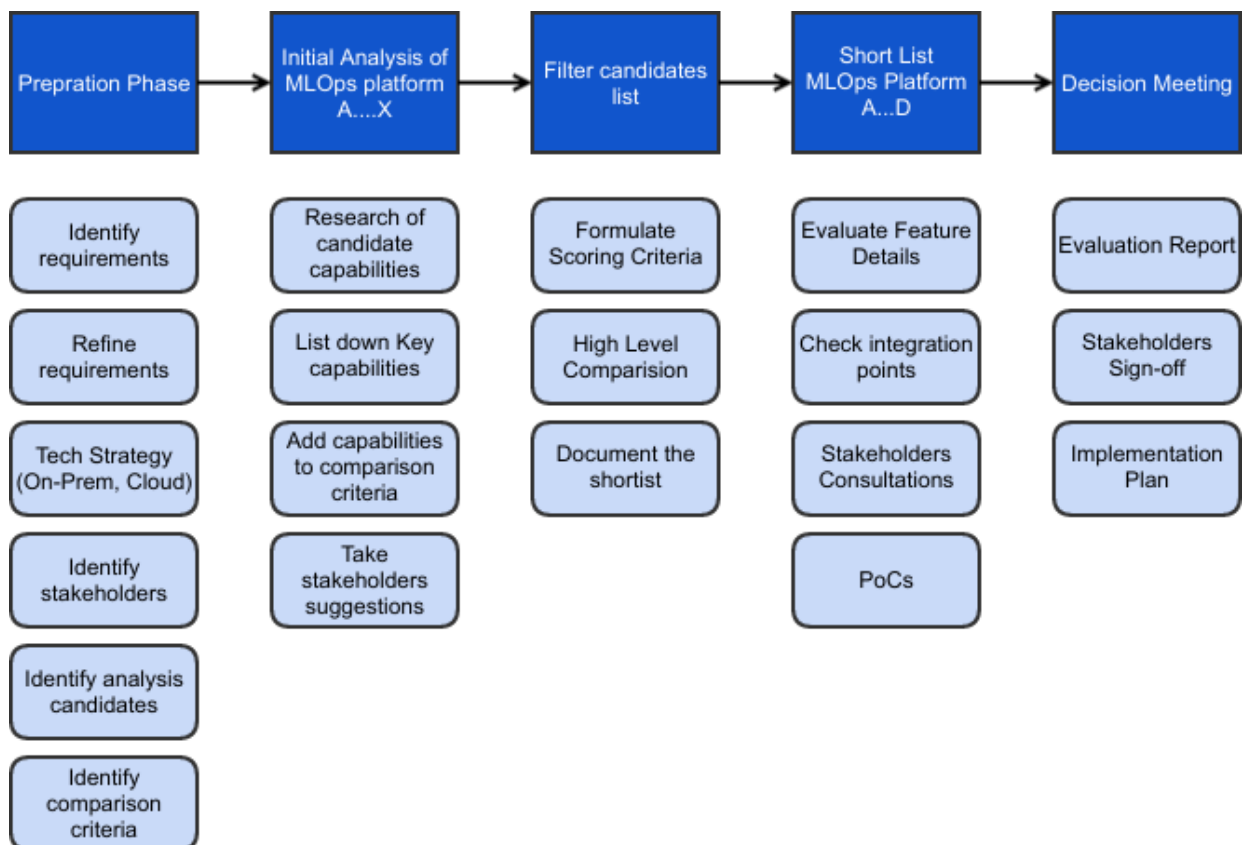 Prepration Phase
Initial Analysis of
MLOps platform
A....X
Filter candidates
list
Short List
MLOps Platform
A...D
Decision Meeting
Identify
requirements
Refine
requirements
Tech Strategy
(On-Prem, Cloud)
Identify
stakeholders
Identify analysis
candidates
Identify
comparison
criteria
Research of
candidate
capabilities
List down Key
capabilities
Add capabilities
to comparison
criteria
Take
stakeholders
suggestions
Formulate
Scoring Criteria
High Level
Comparision
Document the
shortist
Evaluate Feature
Details
Check integration
points
Stakeholders
Consultations
PoCs
Evaluation Report
Stakeholders
Sign-off
Implementation
Plan